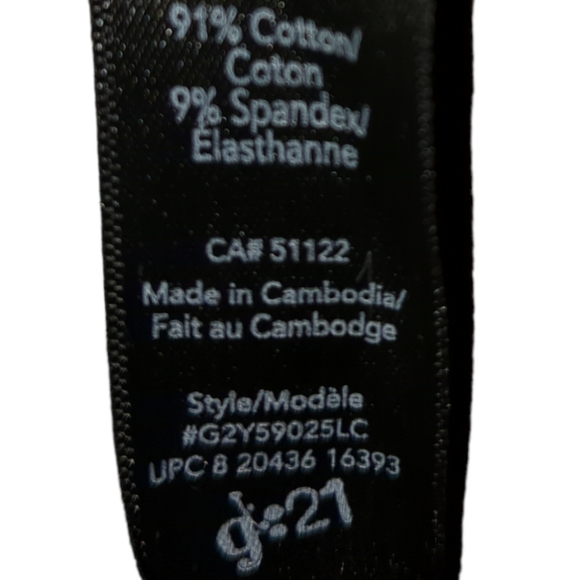 91% Cotton/
Coton
9% Spandex/
Élasthanne
CA# 51122
Made in Cambodia/
Fait au Cambodge
Style/Modèle
#G2Y59025LC
UPC 8 20436 16393
g:21